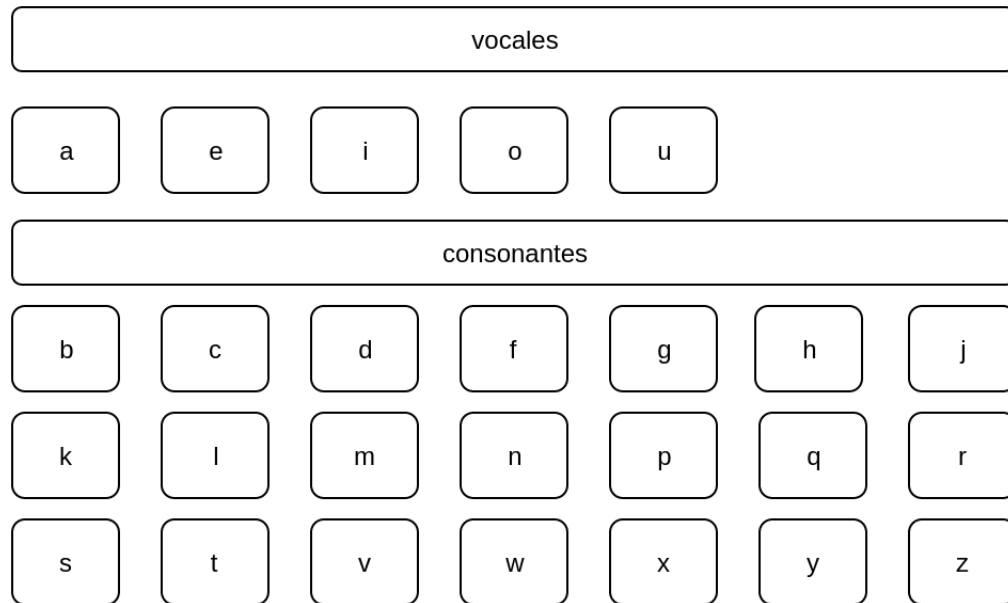 vocales
a e i o u
consonantes
b c d f g h j
k l m n p q r
s t v w x y z